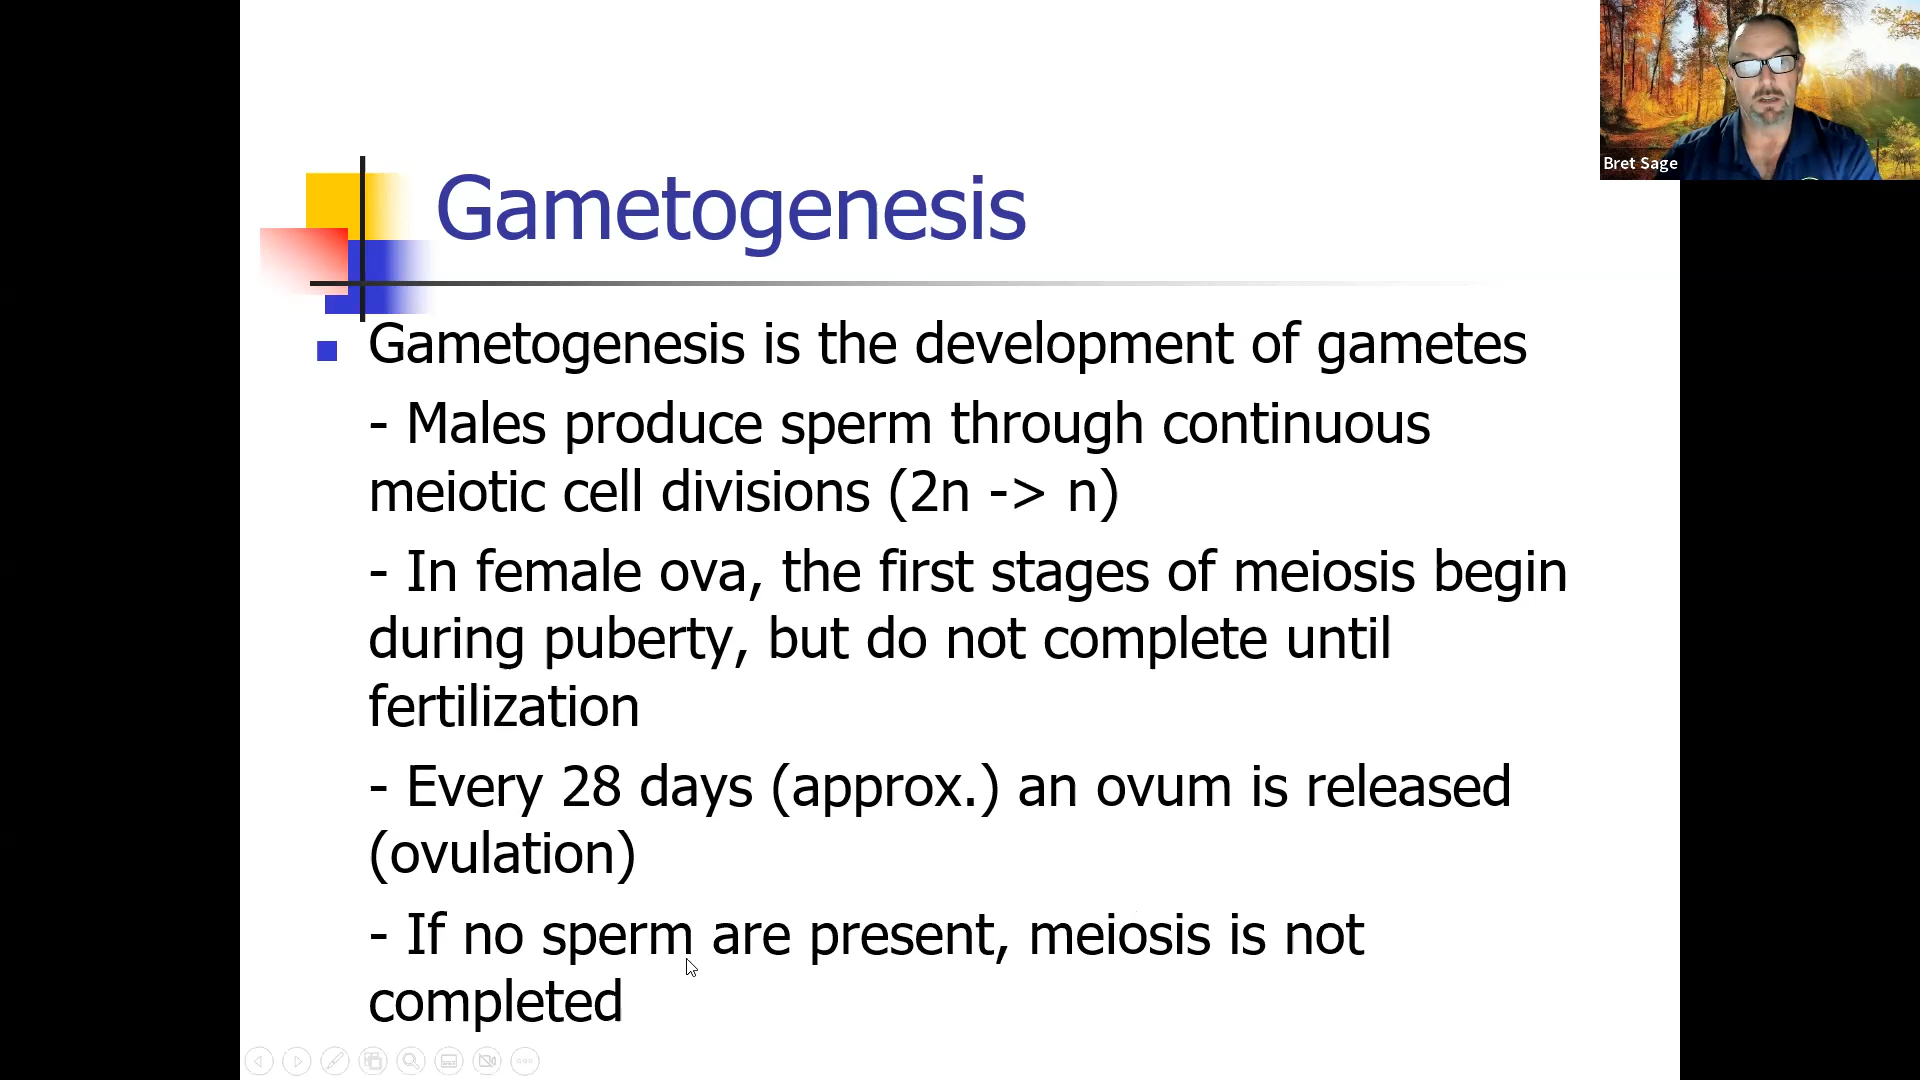 Bret Sage
Gametogenesis
Gametogenesis is the development of gametes
- Males produce sperm through continuous
meiotic cell divisions (2n -> n)
- In female ova, the first stages of meiosis begin
during puberty, but do not complete until
fertilization
- Every 28 days (approx.) an ovum is released
(ovulation)
- If no sperm are present, meiosis is not
completed